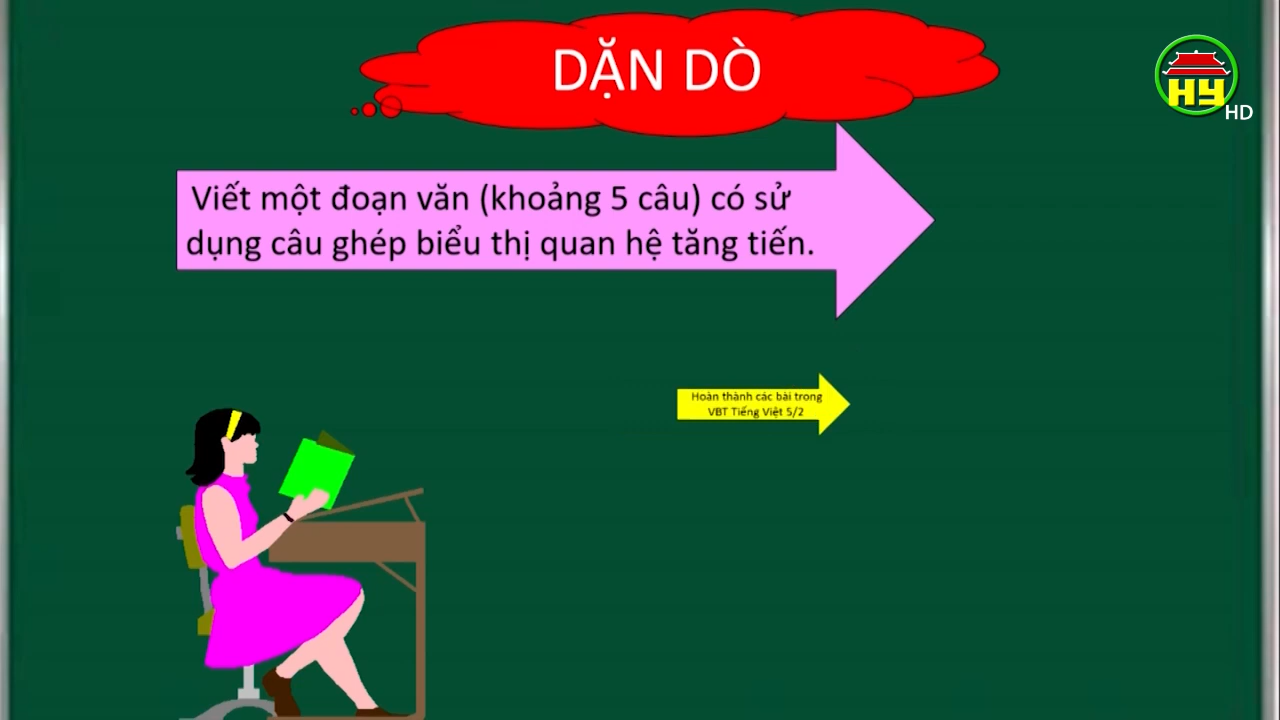 DẶN DÒ
HY
HD
Viết một đoạn văn (khoảng 5 câu) có sử
dụng câu ghép biểu thị quan hệ tăng tiến.
Hoàn thành các bài trong
VBT Tiếng Việt 5/2